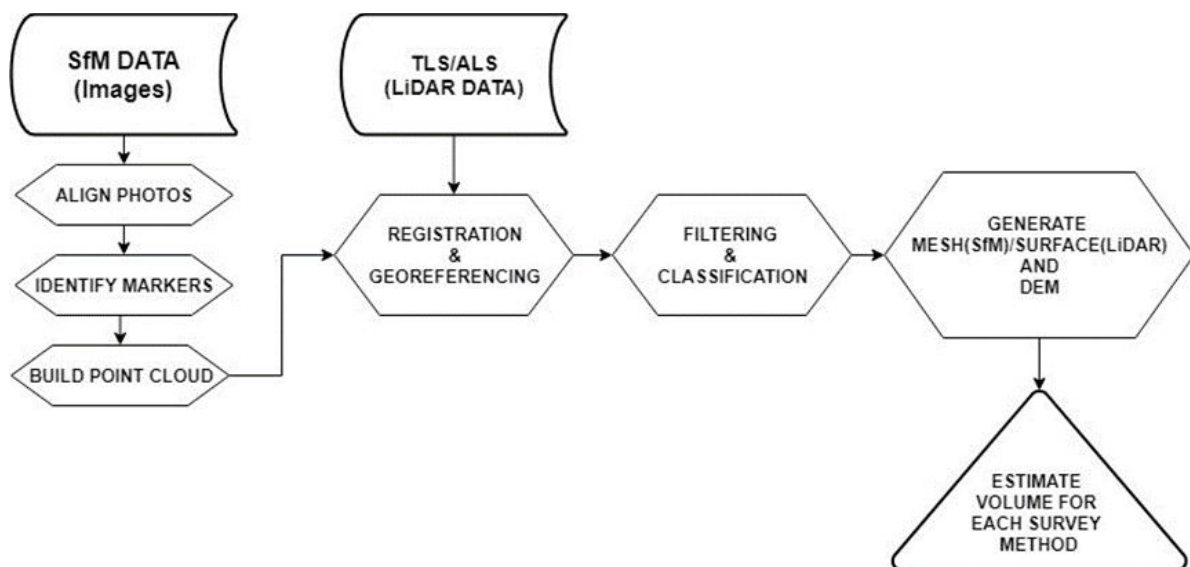 SfM DATA
(Images)
ALIGN PHOTOS
IDENTIFY MARKERS
BUILD POINT CLOUD
TLS/ALS
(LiDAR DATA)
REGISTRATION
&
GEOREFERENCING
FILTERING
&
CLASSIFICATION
GENERATE
MESH(SfM)/SURFACE(LiDAR)
AND
DEM
ESTIMATE
VOLUME FOR
EACH SURVEY
METHOD